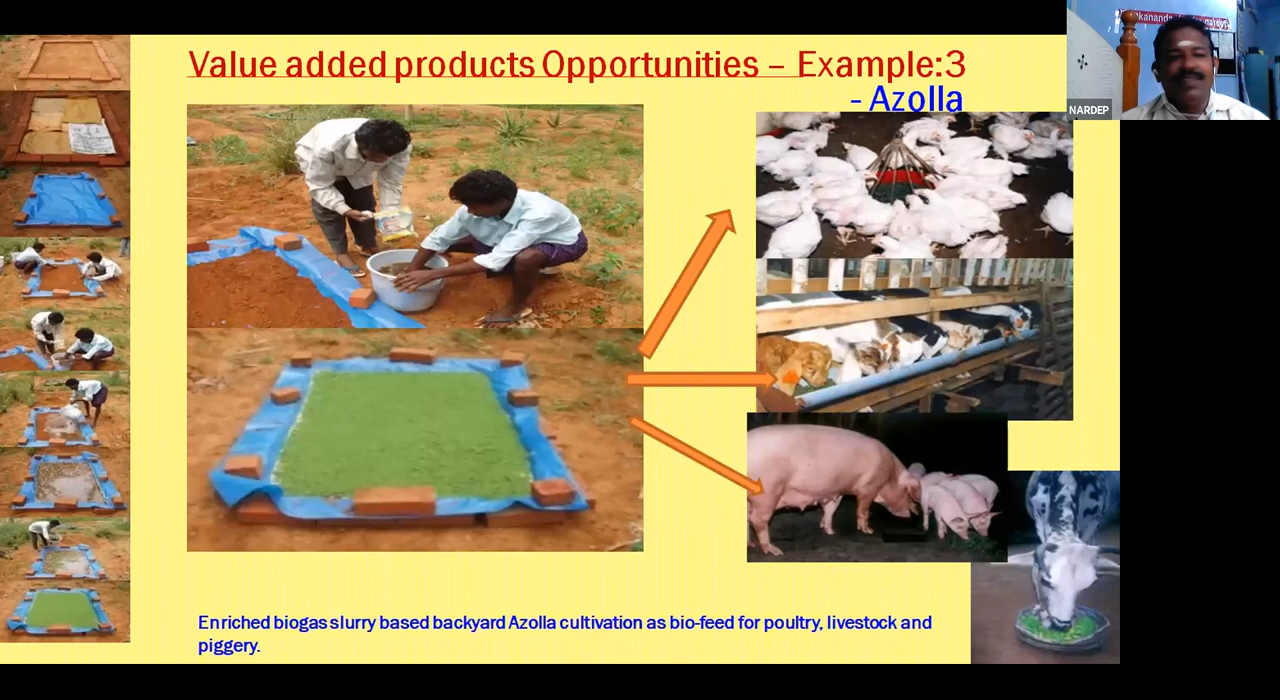 Value added products Opportunities – Example:3
- Azolla
NARDEP
Enriched biogas slurry based backyard Azolla cultivation as bio-feed for poultry, livestock and
piggery.